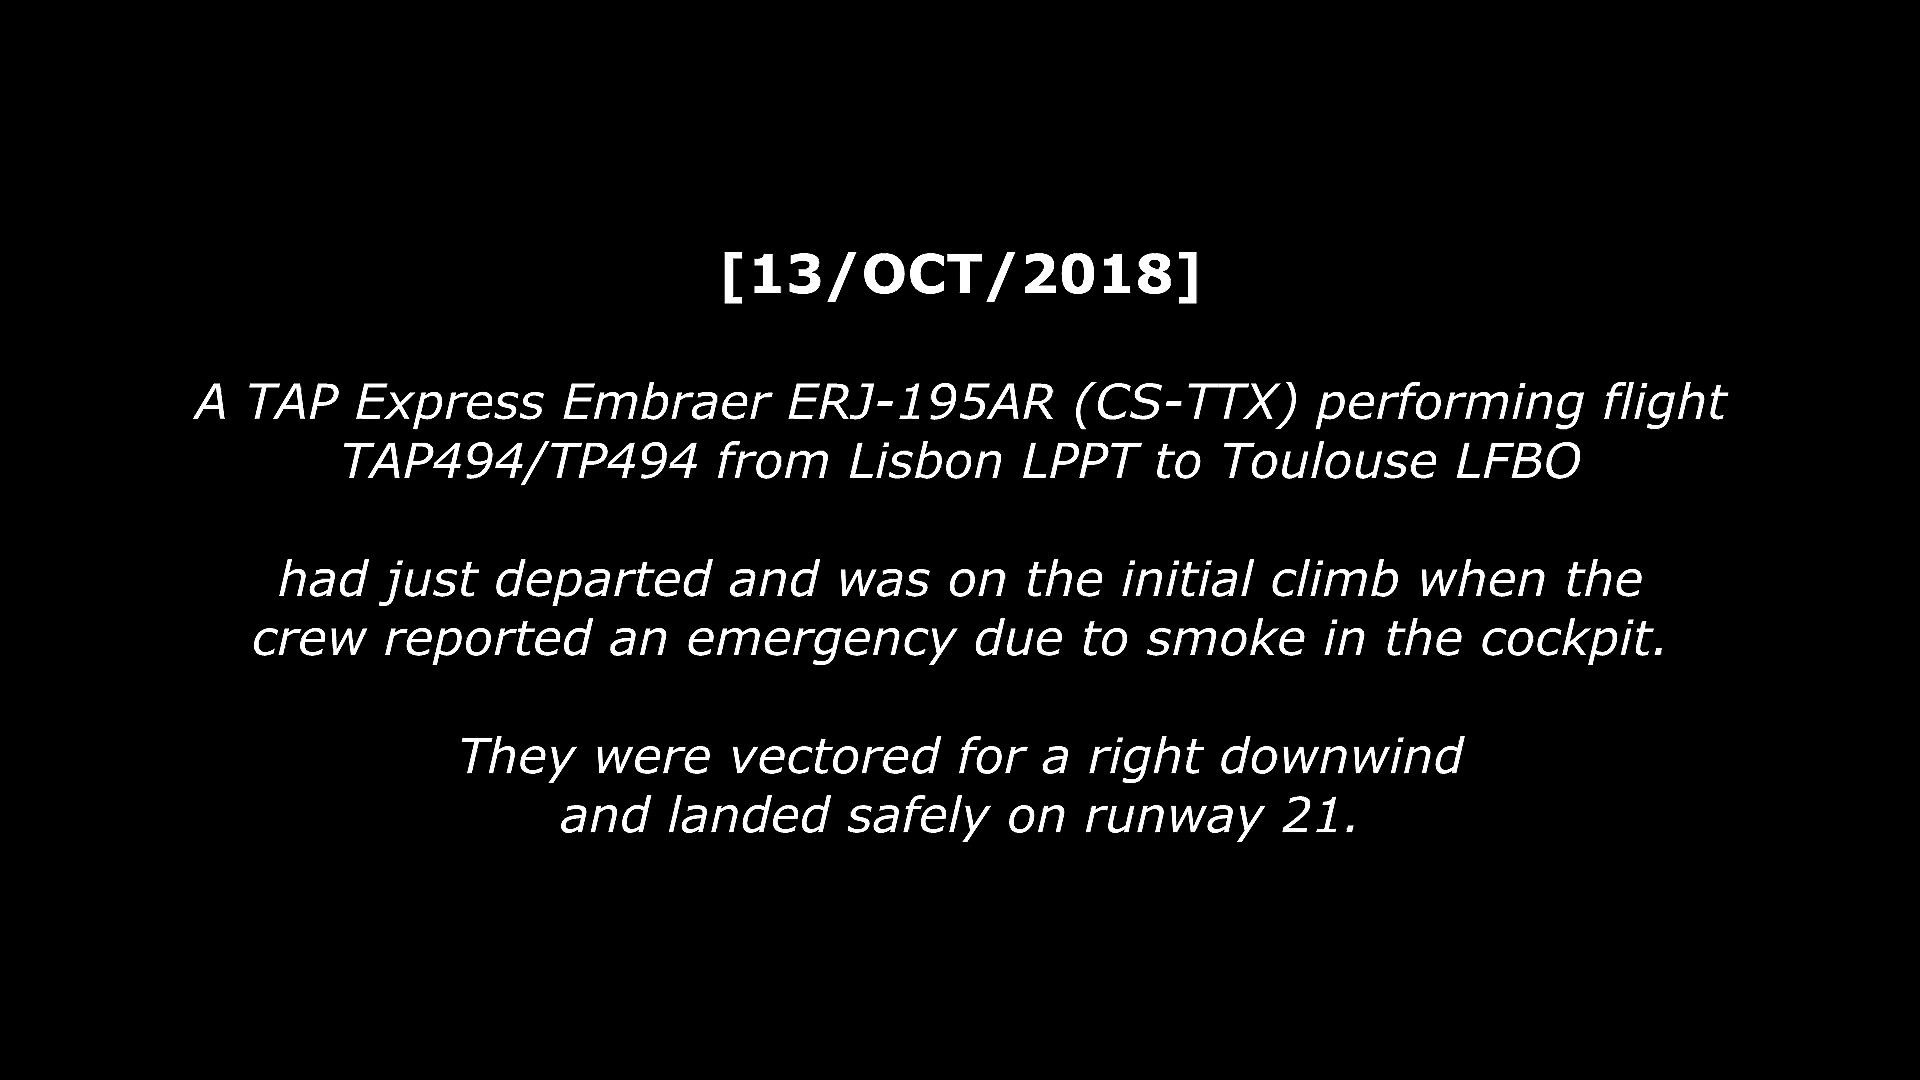 [13/OCT/2018]
A TAP Express Embraer ERJ-195AR (CS-TTX) performing flight
TAP494/TP494 from Lisbon LPPT to Toulouse LFBO
had just departed and was on the initial climb when the
crew reported an emergency due to smoke in the cockpit.
They were vectored for a right downwind
and landed safely on runway 21.